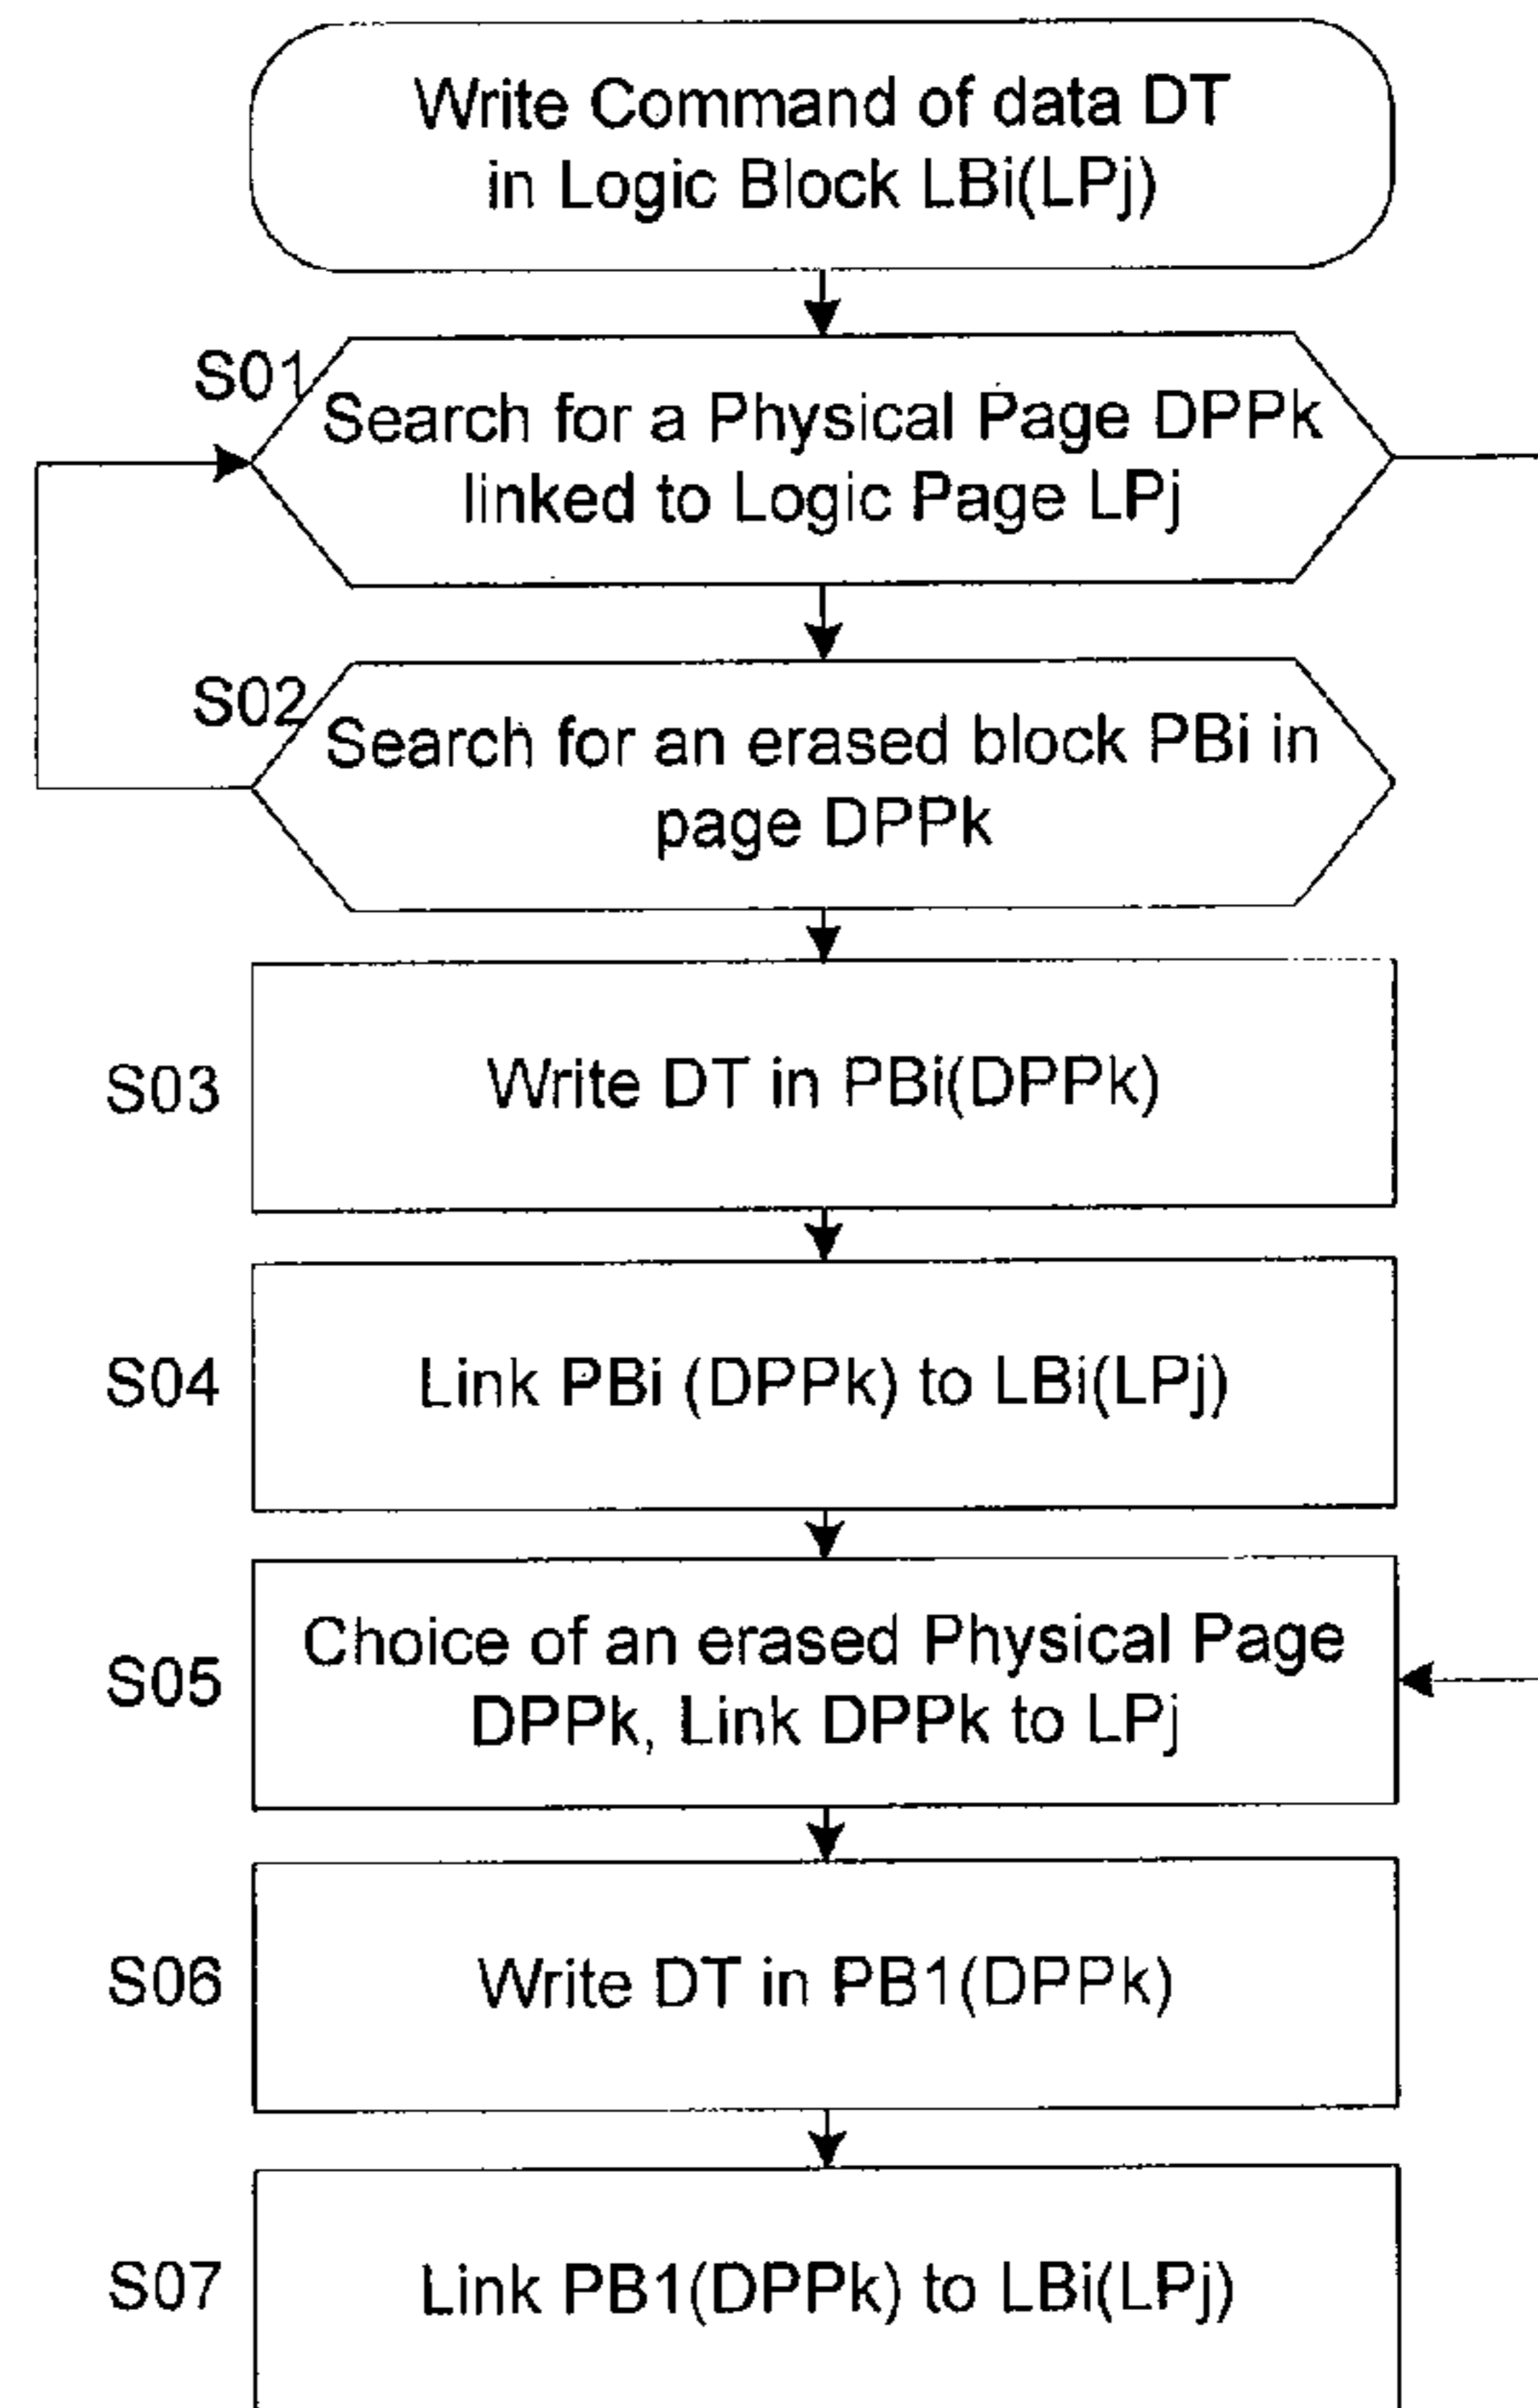 Write Command of data DT
in Logic Block LBi(LPj)
S01
Search for a Physical Page DPPk
linked to Logic Page LPj
S02
Search for an erased block PBi in
page DPPk
S03
Write DT in PBi(DPPk)
S04
Link PBi (DPPk) to LBi(LPj)
S05
Choice of an erased Physical Page
DPPk, Link DPPk to LPj
S06
Write DT in PB1(DPPk)
S07
Link PB1(DPPk) to LBi(LPj)